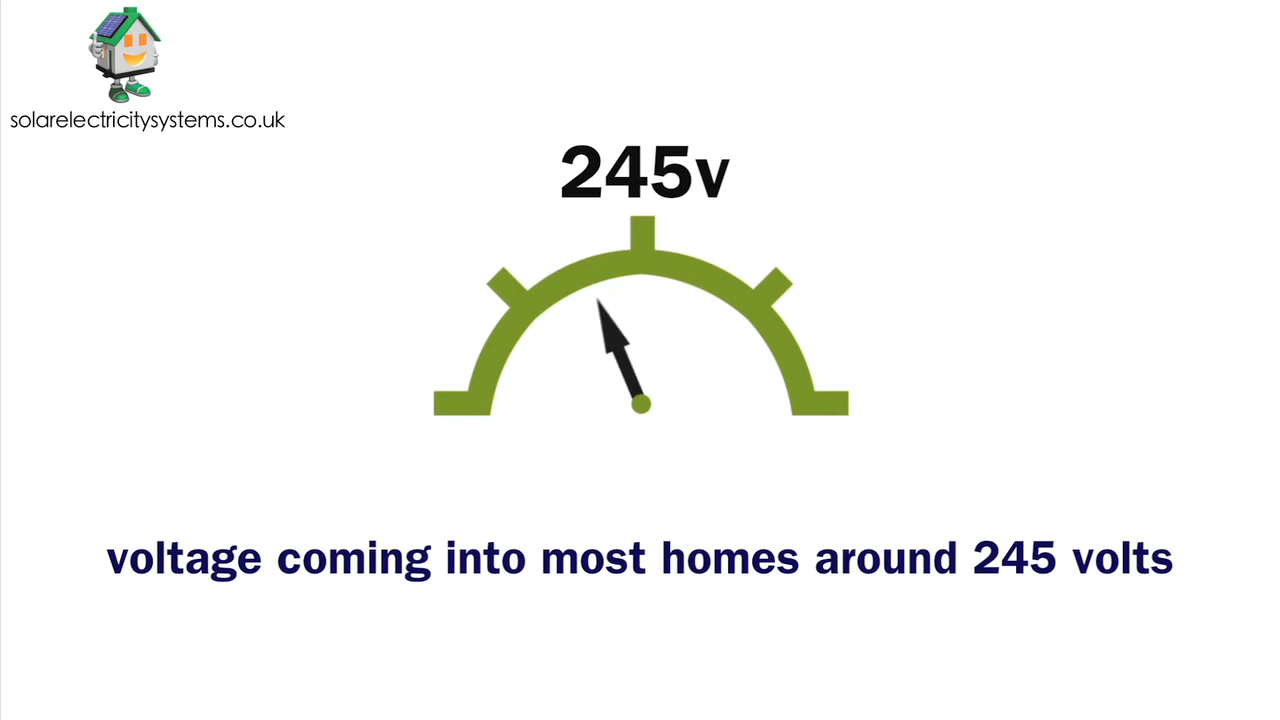 solarelectricitysystems.co.uk
245v
voltage coming into most homes around 245 volts